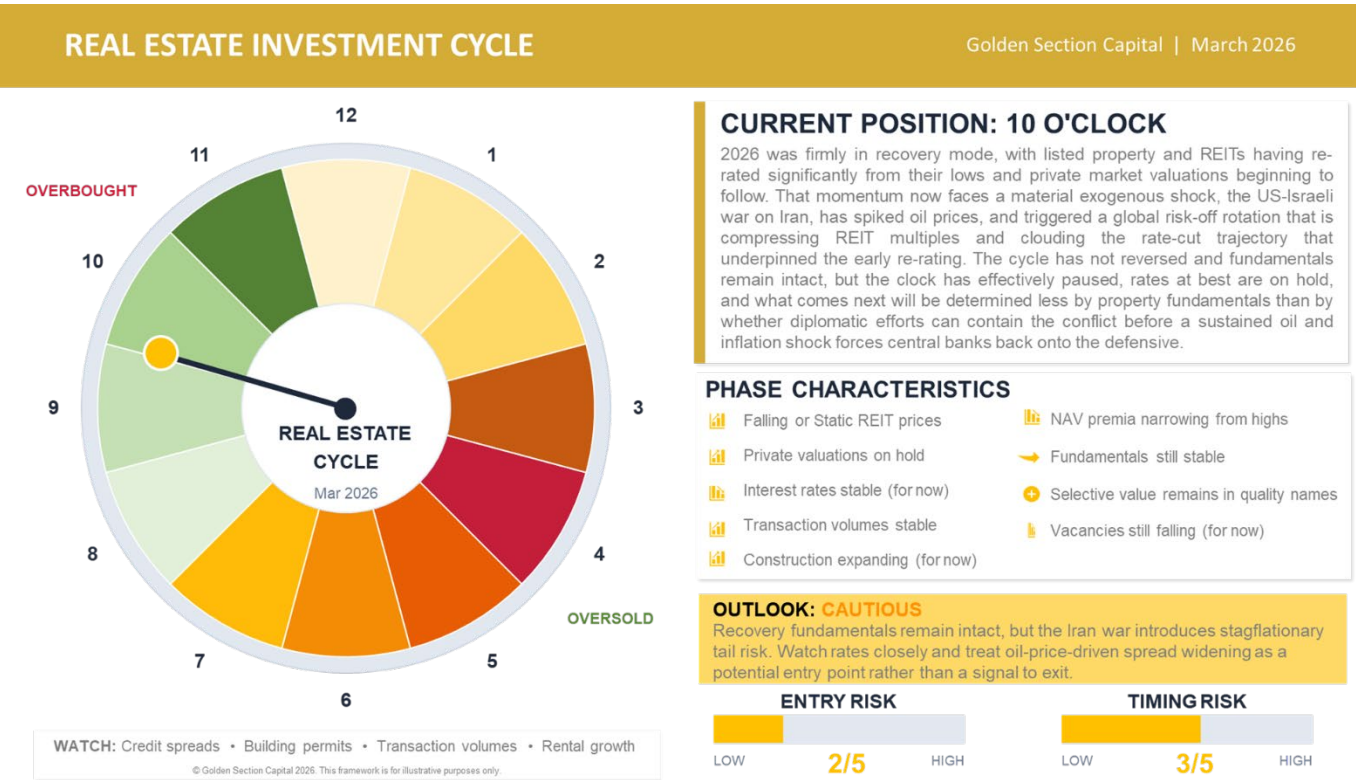 REAL ESTATE INVESTMENT CYCLE
Golden Section Capital | March 2026
12
11
1
OVERBOUGHT
10
2
9
3
8
4
7
5
6
OVERSOLD
REAL ESTATE
CYCLE
Mar 2026
WATCH: Credit spreads • Building permits • Transaction volumes • Rental growth
© Golden Section Capital 2026. This framework is for illustrative purposes only.
CURRENT POSITION: 10 O'CLOCK
2026 was firmly in recovery mode, with listed property and REITs having re-
rated significantly from their lows and private market valuations beginning to
follow. That momentum now faces a material exogenous shock, the US-Israeli
war on Iran, has spiked oil prices, and triggered a global risk-off rotation that is
compressing REIT multiples and clouding the rate-cut trajectory that
underpinned the early re-rating. The cycle has not reversed and fundamentals
remain intact, but the clock has effectively paused, rates at best are on hold,
and what comes next will be determined less by property fundamentals than by
whether diplomatic efforts can contain the conflict before a sustained oil and
inflation shock forces central banks back onto the defensive.
PHASE CHARACTERISTICS
Falling or Static REIT prices
Private valuations on hold
Interest rates stable (for now)
Transaction volumes stable
Construction expanding (for now)
NAV premia narrowing from highs
Fundamentals still stable
Selective value remains in quality names
Vacancies still falling (for now)
OUTLOOK: CAUTIOUS
Recovery fundamentals remain intact, but the Iran war introduces stagflationary
tail risk. Watch rates closely and treat oil-price-driven spread widening as a
potential entry point rather than a signal to exit.
ENTRY RISK
LOW 2/5 HIGH
TIMING RISK
LOW 3/5 HIGH